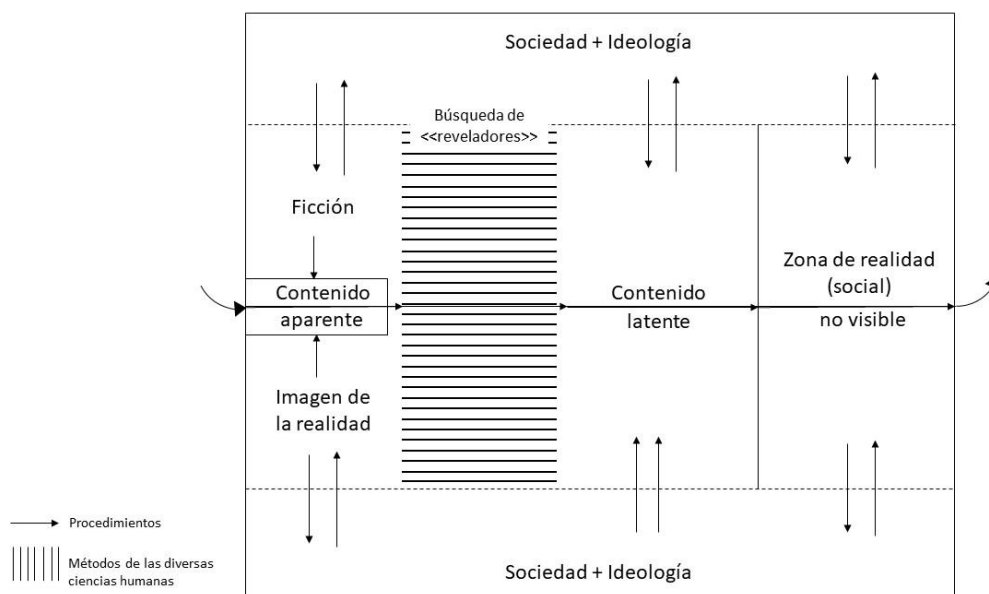 Sociedad + Ideología
Búsqueda de
<<reveladores>>
Ficción
Contenido
aparente
Imagen de
la realidad
Contenido
latente
Zona de realidad
(social)
no visible
Sociedad + Ideología
Procedimientos
Métodos de las diversas
ciencias humanas